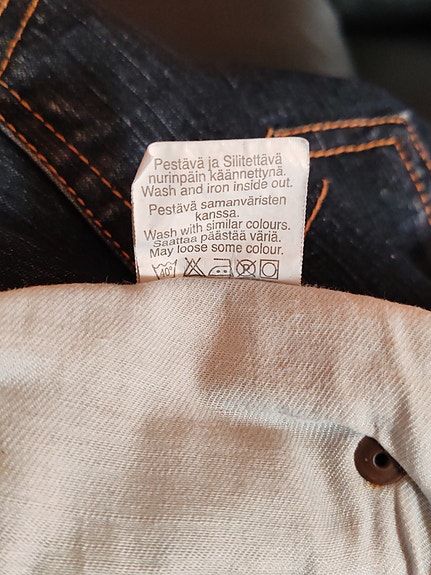 Pestävä ja Silitettävä
nurinpäin käännettynä.
Wash and iron inside out.
Pestävä samanväristen
kanssa.
Wash with similar colours.
Saattaa päästää väriä.
May loose some colour.
40°